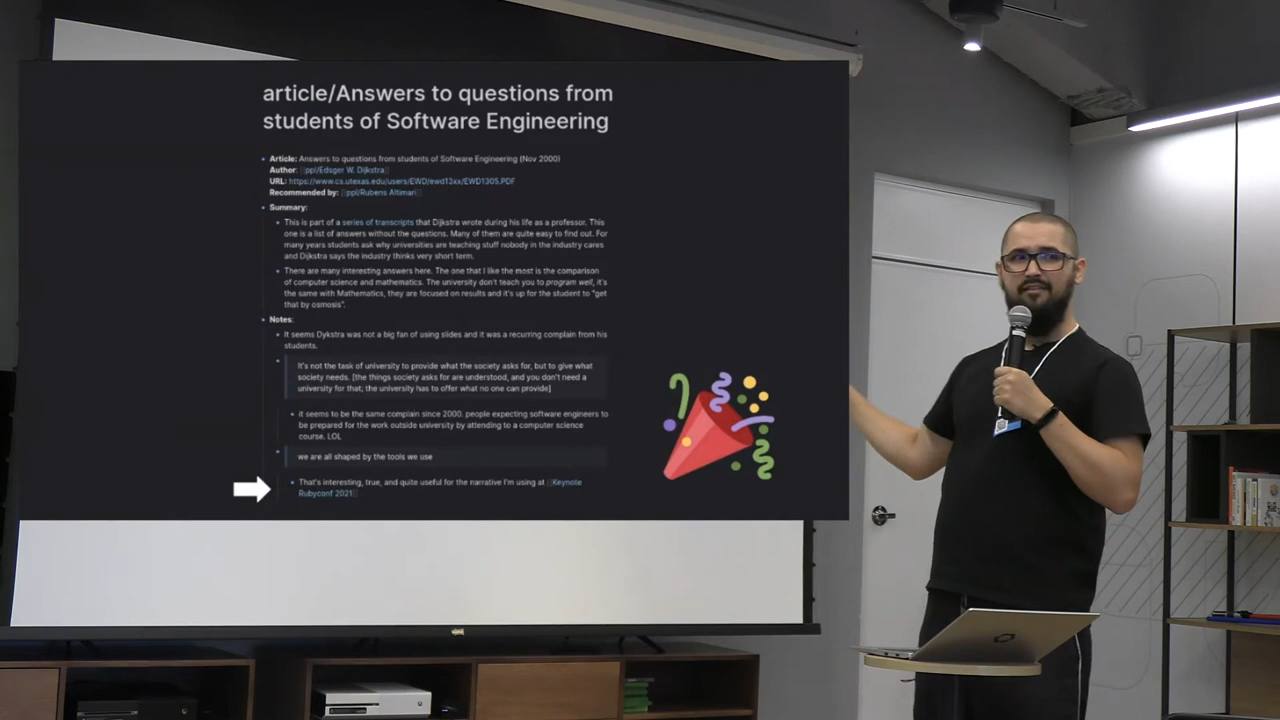 article/Answers to questions from
students of Software Engineering
Article: Answers to questions from students of Software Engineering (Nov 2000)
Author: [[ppl/Edsger W. Dijkstra]]
URL: https://www.cs.utexas.edu/users/EWD/ewd13xx/EWD1305.PDF
Recommended by: [[ppl/Rubens Altimari]]
Summary:
This is part of a series of transcripts that Dijkstra wrote during his life as a professor. This
one is a list of answers without the questions. Many of them are quite easy to find out. For
many years students ask why universities are teaching stuff nobody in the industry cares
and Dijkstra says the industry thinks very short term.
There are many interesting answers here. The one that I like the most is the comparison
of computer science and mathematics. The university don't teach you to program well, it's
the same with Mathematics, they are focused on results and it's up for the student to "get
that by osmosis".
Notes:
It seems Dykstra was not a big fan of using slides and it was a recurring complain from his
students.
It's not the task of university to provide what the society asks for, but to give what
society needs. [the things society asks for are understood, and you don't need a
university for that; the university has to offer what no one can provide]
it seems to be the same complain since 2000. people expecting software engineers to
be prepared for the work outside university by attending to a computer science
course. LOL
we are all shaped by the tools we use
That's interesting, true, and quite useful for the narrative I'm using at [[Keynote
Rubyconf 2021]]